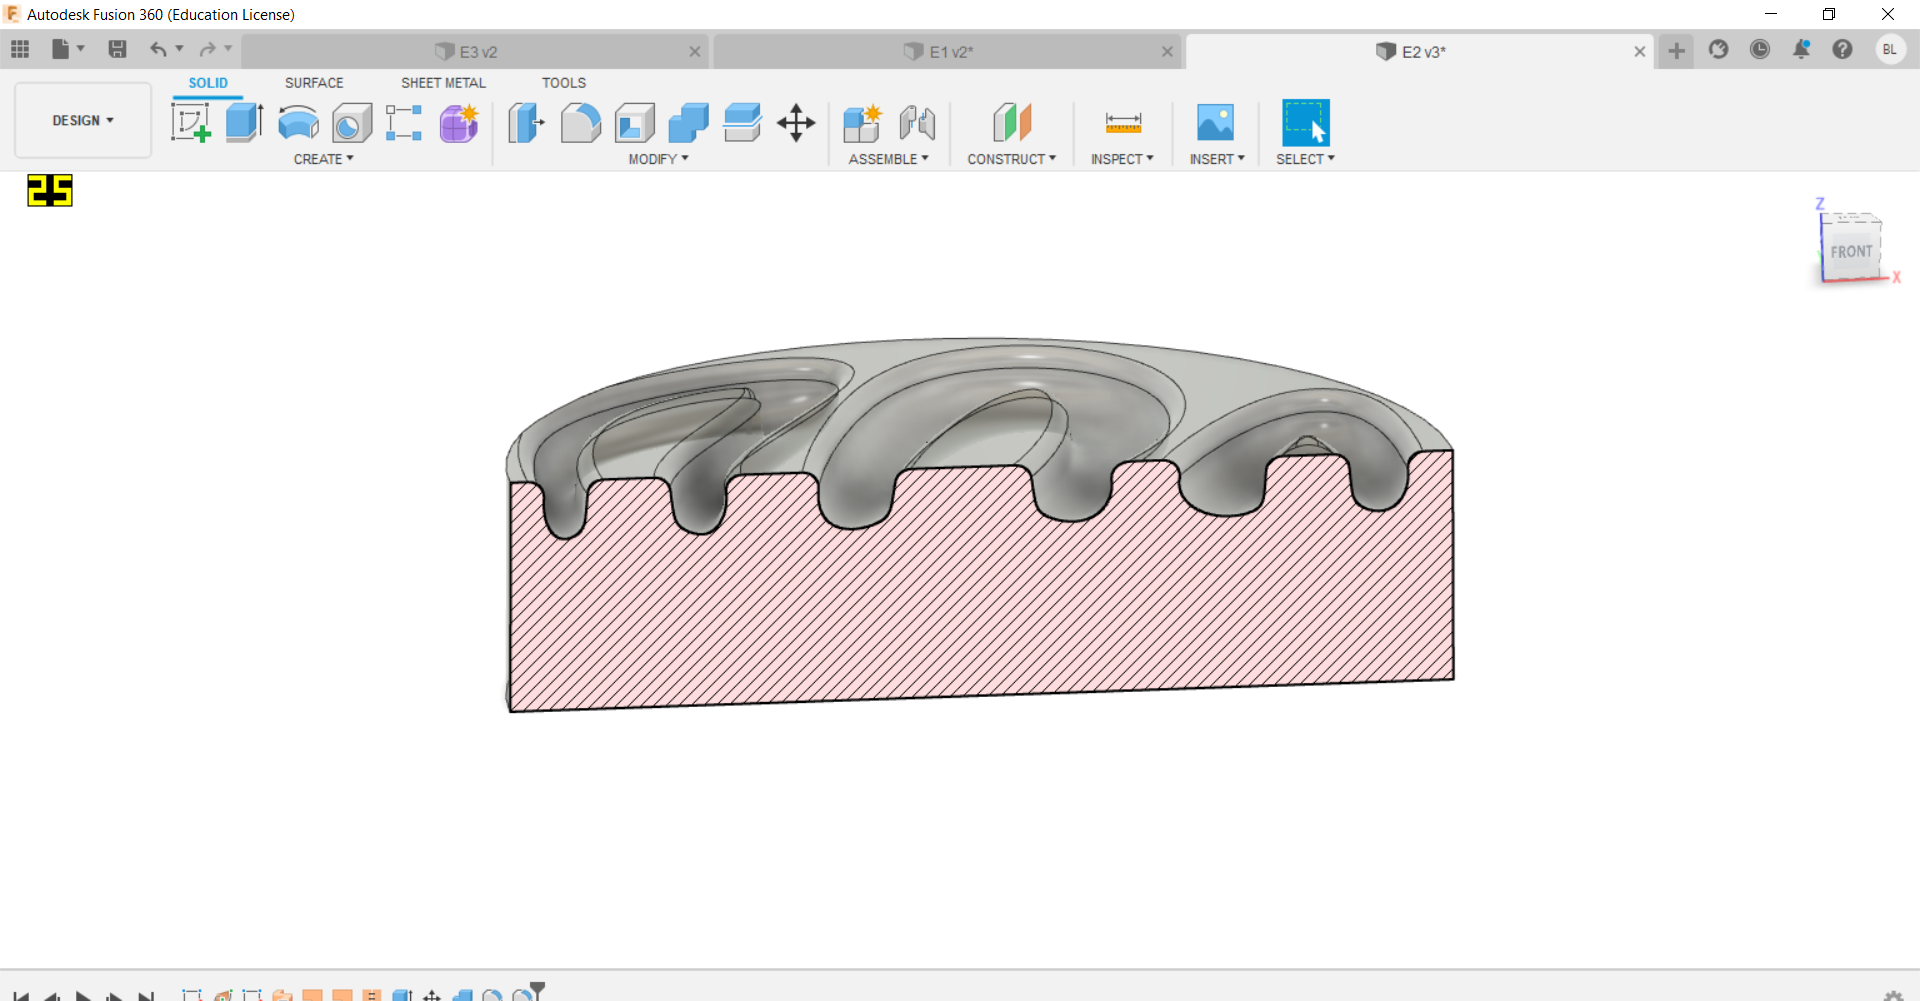 Autodesk Fusion 360 (Education License)
E3 v2
E1 v2*
E2 v3*
BL
SOLID
SURFACE
SHEET METAL
TOOLS
DESIGN
CREATE
MODIFY
ASSEMBLE
CONSTRUCT
INSPECT
INSERT
SELECT
25
Z
FRONT
X